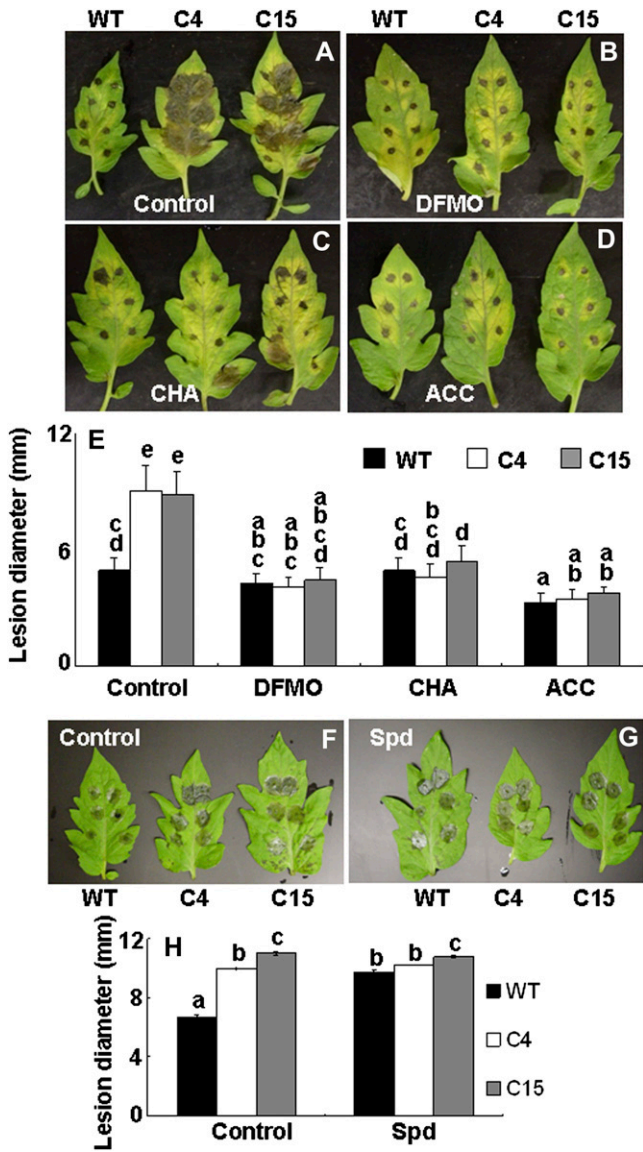 WT C4 C15 WT C4 C15
A B
Control DFMO
C D
CHA ACC
E
Lesion diameter (mm)
12
6
0
WT C4 C15
c
d
e
e
a
b
c
a
b
c
a
b
c
d
c
d
b
c
d
d
a
a
b
a
b
Control DFMO CHA ACC
Control F Spd G
WT C4 C15 WT C4 C15
H
Lesion diameter (mm)
12
8
4
0
a b c b b c
WT
C4
C15
Control Spd